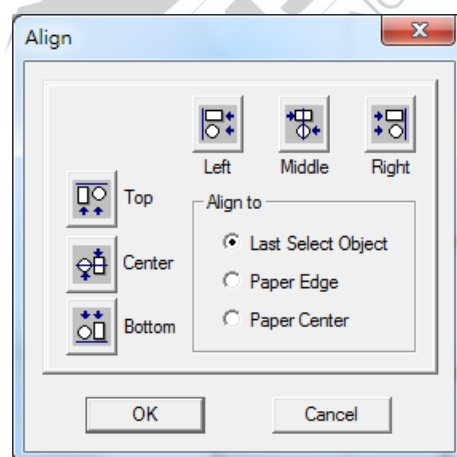 Align
Left Middle Right
Top
Align to
Last Select Object
Center
Paper Edge
Bottom
Paper Center
OK Cancel